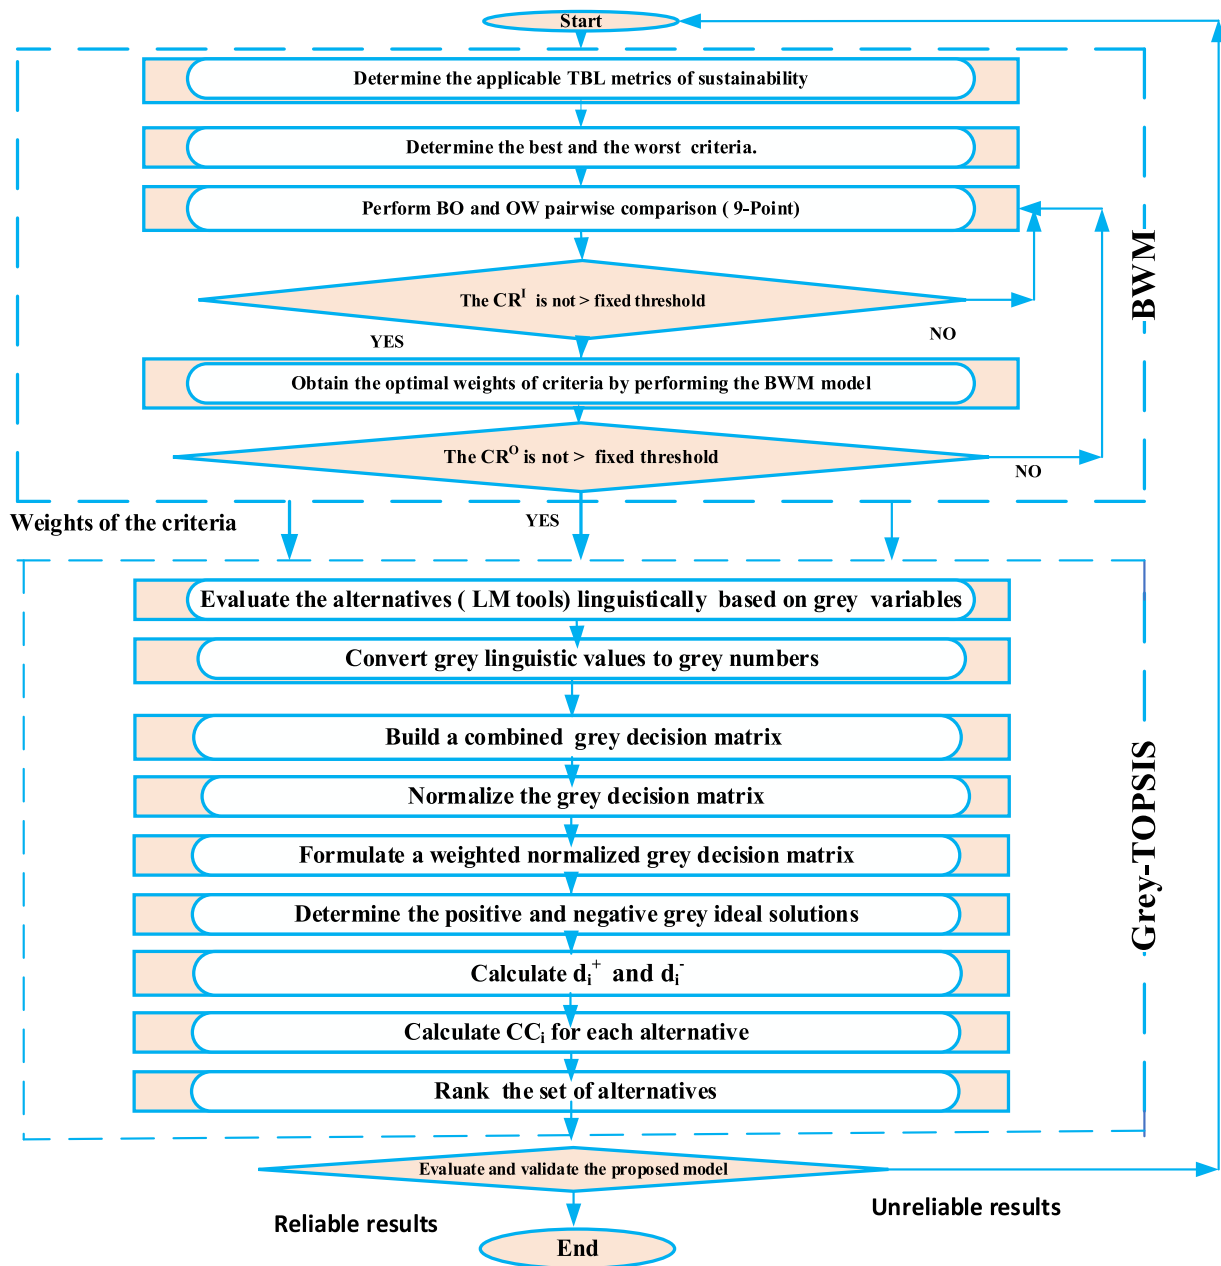 Start
Determine the applicable TBL metrics of sustainability
Determine the best and the worst criteria.
Perform BO and OW pairwise comparison ( 9-Point)
The CR^I is not > fixed threshold
YES
NO
Obtain the optimal weights of criteria by performing the BWM model
The CR^O is not > fixed threshold
NO
BWM
Weights of the criteria
YES
Evaluate the alternatives ( LM tools) linguistically based on grey variables
Convert grey linguistic values to grey numbers
Build a combined grey decision matrix
Normalize the grey decision matrix
Formulate a weighted normalized grey decision matrix
Determine the positive and negative grey ideal solutions
Calculate d_i^+ and d_i^-
Calculate CC_i for each alternative
Rank the set of alternatives
Grey-TOPSIS
Evaluate and validate the proposed model
Reliable results
Unreliable results
End